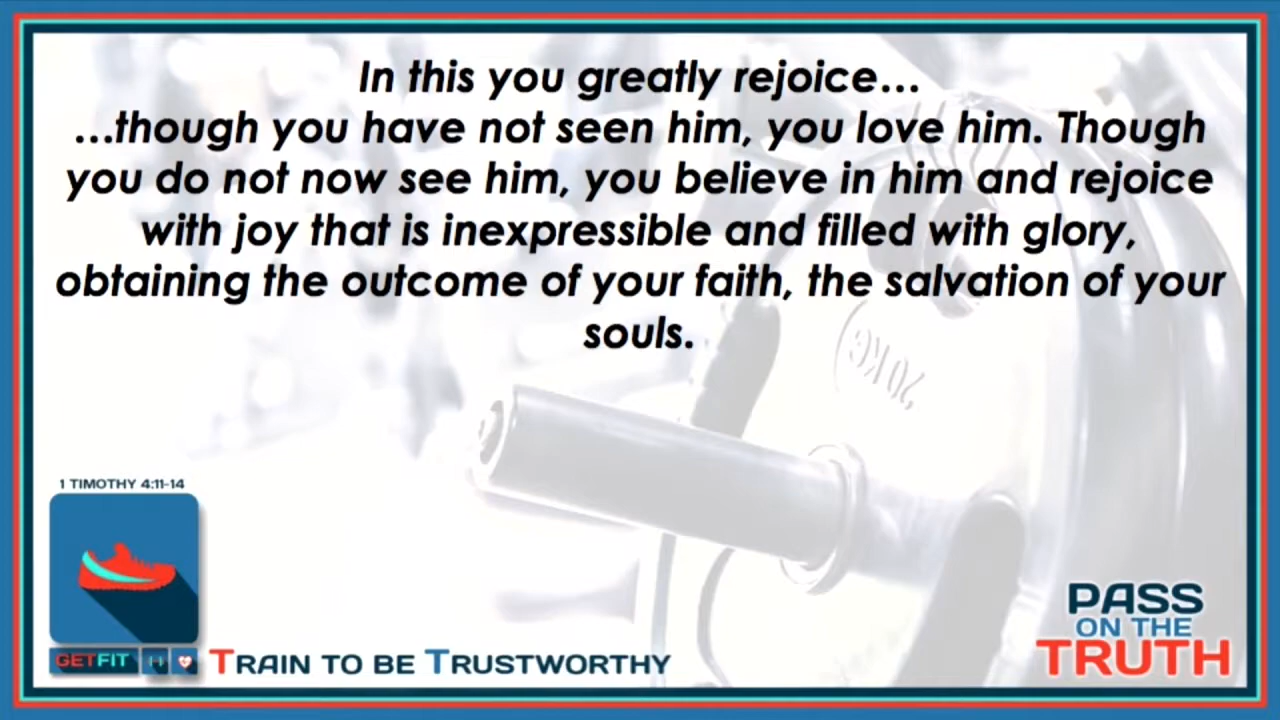 In this you greatly rejoice...
...though you have not seen him, you love him. Though
you do not now see him, you believe in him and rejoice
with joy that is inexpressible and filled with glory,
obtaining the outcome of your faith, the salvation of your
souls.
20KG
1 TIMOTHY 4:11-14
GETFIT
TRAIN TO BE TRUSTWORTHY
PASS
ON THE
TRUTH